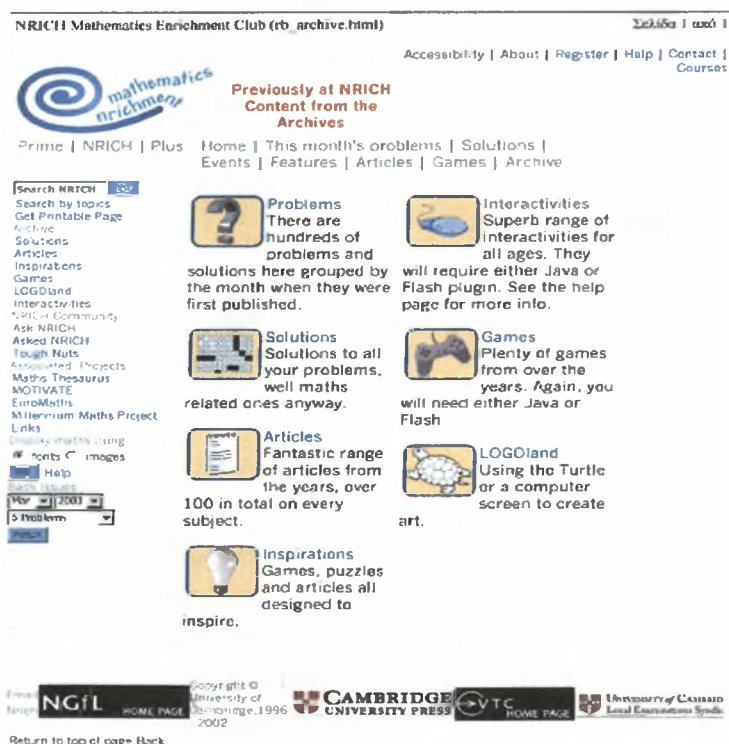 NRICH Mathematics Enrichment Club (rb_archive.html)
Σελίδα 1 από 1
Accessibility | About | Register | Help | Contact |
Courses
mathematics
nrichment
Previously at NRICH
Content from the
Archives
Prime | NRICH | Plus
Home | This month's problems | Solutions |
Events | Features | Articles | Games | Archive
Search NRICH
Search by topics
Get Printable Page
Archive
Solutions
Articles
Inspirations
Games
LOGOland
Interactivities
NRICH Community
Ask NRICH
Asked NRICH
Tough Nuts
Associated Projects
Maths Thesaurus
MOTIVATE
EuroMaths
Millennium Maths Project
Links
Display maths using
fonts images
Help
Back Issues
Mar 2003
5 Problems
Problems
There are
hundreds of
problems and
solutions here grouped by
the month when they were
first published.
Interactivities
Superb range of
interactivities for
all ages. They
will require either Java or
Flash plugin. See the help
page for more info.
Solutions
Solutions to all
your problems,
well maths
related ones anyway.
Games
Plenty of games
from over the
years. Again, you
will need either Java or
Flash
Articles
Fantastic range
of articles from
the years, over
100 in total on every
subject.
LOGOland
Using the Turtle
or a computer
screen to create
art.
Inspirations
Games, puzzles
and articles all
designed to
inspire.
NGfL HOME PAGE
Copyright ©
University of
Cambridge,1996
2002
CAMBRIDGE
UNIVERSITY PRESS
VTC
HOME PAGE
UNIVERSITY of
Local Examinations
Return to top of page Back